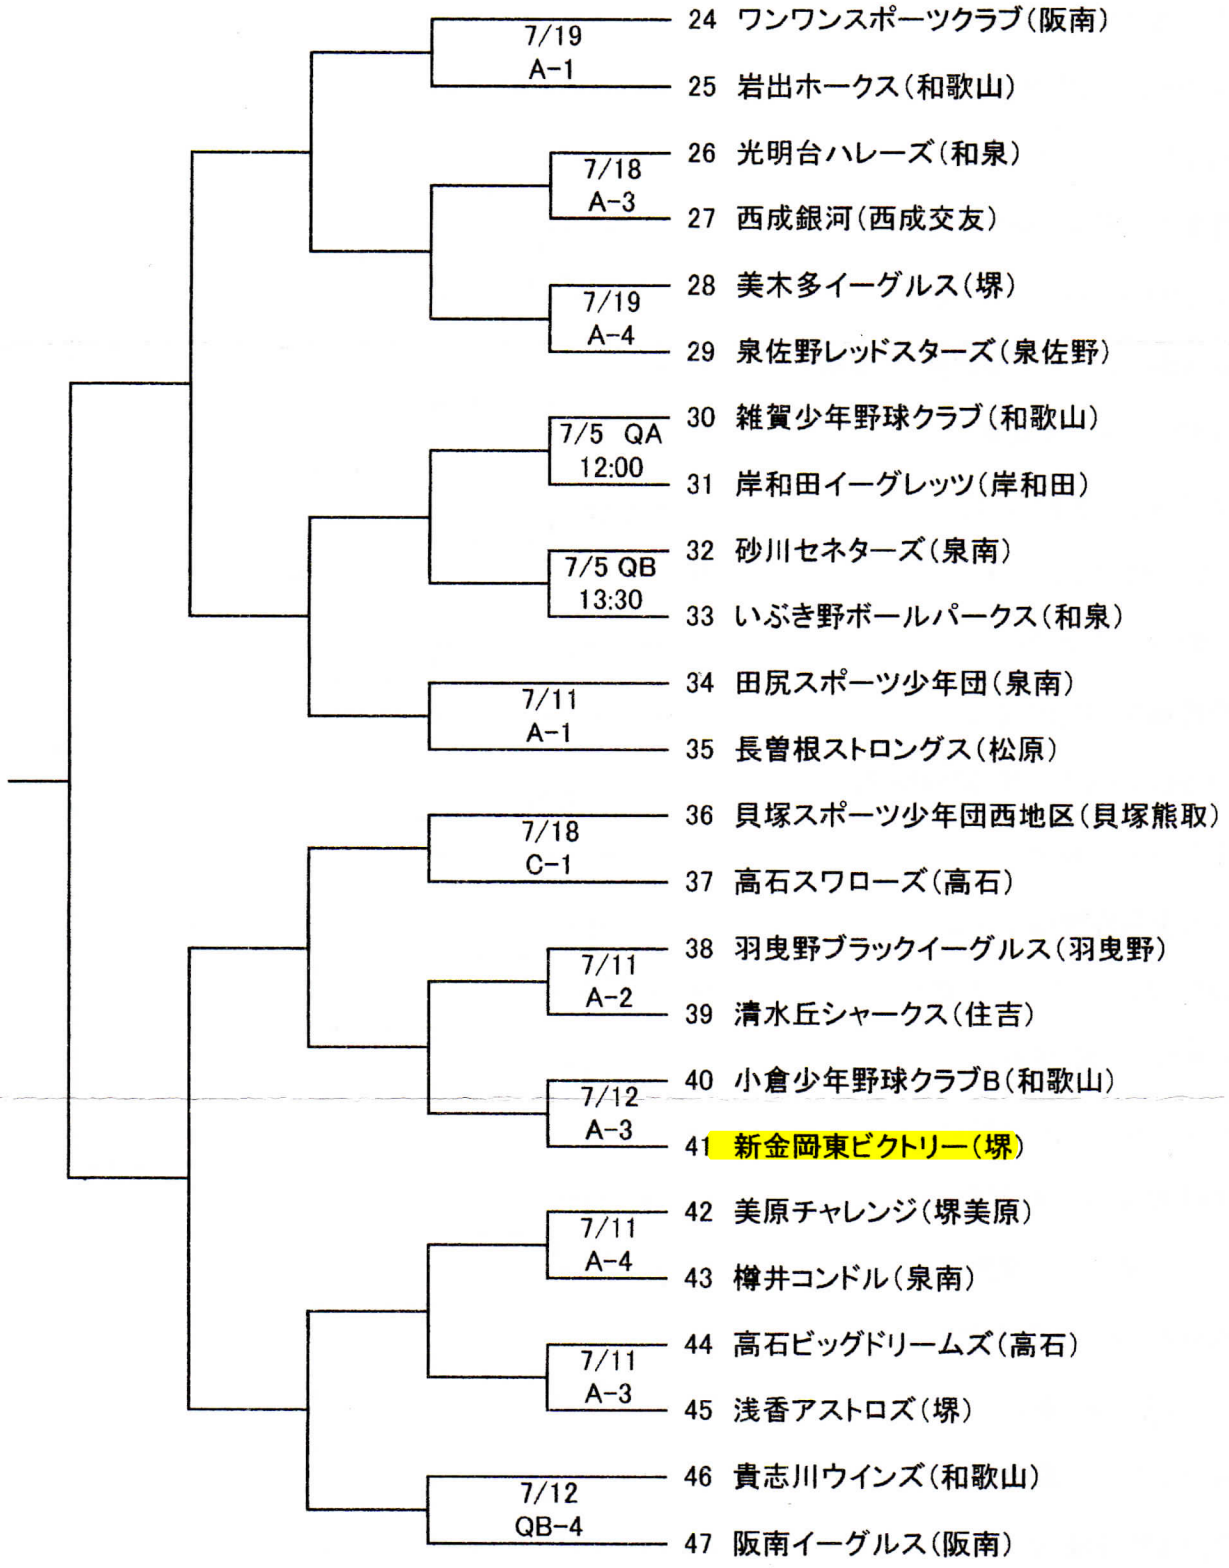 24 ワンワンスポーツクラブ(阪南)
7/19
A-1
25 岩出ホークス(和歌山)
26 光明台ハレーズ(和泉)
7/18
A-3
27 西成銀河(西成交友)
28 美木多イーグルス(堺)
7/19
A-4
29 泉佐野レッドスターズ(泉佐野)
30 雑賀少年野球クラブ(和歌山)
7/5 QA
12:00
31 岸和田イーグレッツ(岸和田)
32 砂川セネターズ(泉南)
7/5 QB
13:30
33 いぶき野ボールパークス(和泉)
34 田尻スポーツ少年団(泉南)
7/11
A-1
35 長曽根ストロングス(松原)
36 貝塚スポーツ少年団西地区(貝塚熊取)
7/18
C-1
37 高石スワローズ(高石)
38 羽曳野ブラックイーグルス(羽曳野)
7/11
A-2
39 清水丘シャークス(住吉)
40 小倉少年野球クラブB(和歌山)
7/12
A-3
41 新金岡東ビクトリー(堺)
42 美原チャレンジ(堺美原)
7/11
A-4
43 樽井コンドル(泉南)
44 高石ビッグドリームズ(高石)
7/11
A-3
45 浅香アストロズ(堺)
46 貴志川ウインズ(和歌山)
7/12
QB-4
47 阪南イーグルス(阪南)